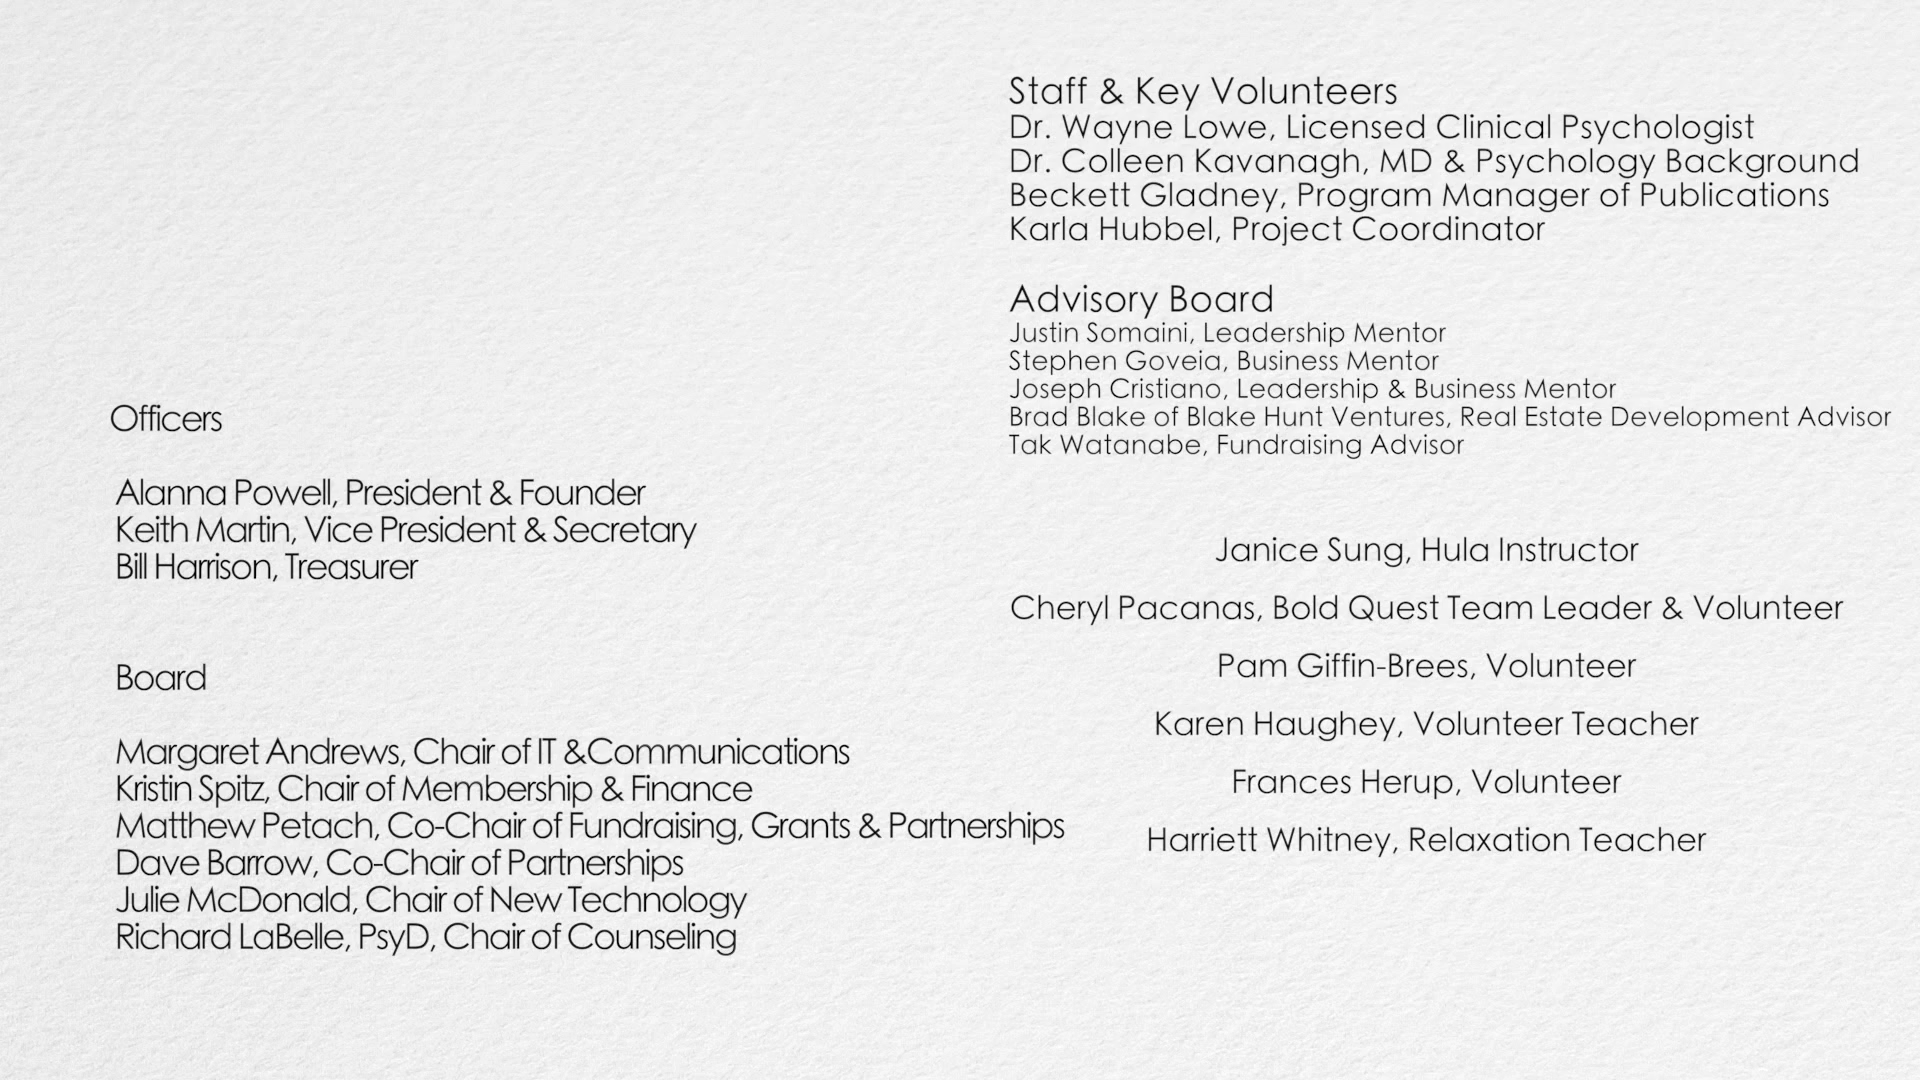 Officers
Alanna Powell, President & Founder
Keith Martin, Vice President & Secretary
Bill Harrison, Treasurer
Board
Margaret Andrews, Chair of IT &Communications
Kristin Spitz, Chair of Membership & Finance
Matthew Petach, Co-Chair of Fundraising, Grants & Partnerships
Dave Barrow, Co-Chair of Partnerships
Julie McDonald, Chair of New Technology
Richard LaBelle, PsyD, Chair of Counseling
Staff & Key Volunteers
Dr. Wayne Lowe, Licensed Clinical Psychologist
Dr. Colleen Kavanagh, MD & Psychology Background
Beckett Gladney, Program Manager of Publications
Karla Hubbel, Project Coordinator
Advisory Board
Justin Somaini, Leadership Mentor
Stephen Goveia, Business Mentor
Joseph Cristiano, Leadership & Business Mentor
Brad Blake of Blake Hunt Ventures, Real Estate Development Advisor
Tak Watanabe, Fundraising Advisor
Janice Sung, Hula Instructor
Cheryl Pacanas, Bold Quest Team Leader & Volunteer
Pam Giffin-Brees, Volunteer
Karen Haughey, Volunteer Teacher
Frances Herup, Volunteer
Harriett Whitney, Relaxation Teacher